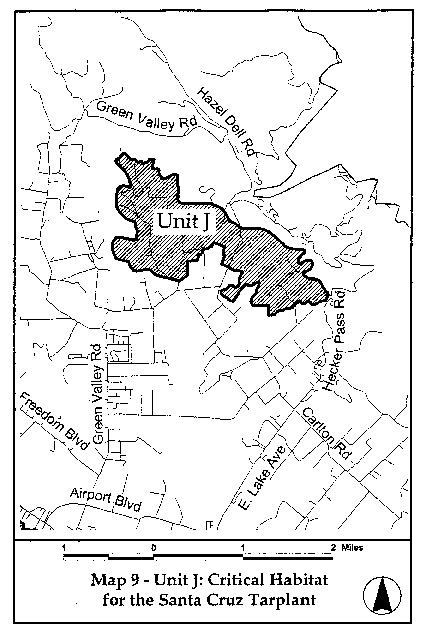 Green Valley Rd
Hazel Dell Rd
Unit J
Hecker Pass Rd
Green Valley Rd
Freedom Blvd
Carlton Rd
E. Lake Ave
Airport Blvd
1 0 1 2 Miles
Map 9 - Unit J: Critical Habitat
for the Santa Cruz Tarplant